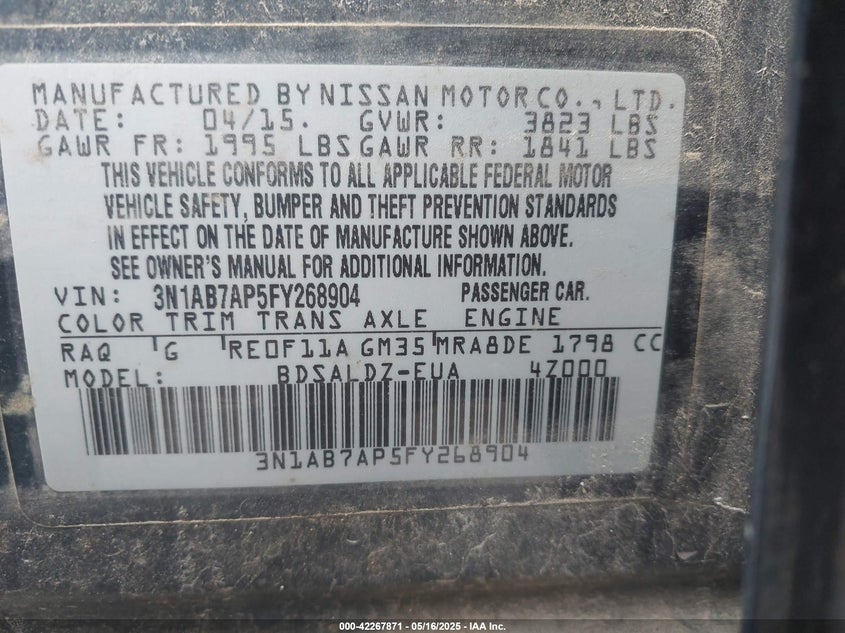 MANUFACTURED BY NISSAN MOTOR CO., LTD.
DATE: 04/15. GVWR: 3823 LBS
GAWR FR: 1995 LBS GAWR RR: 1841 LBS
THIS VEHICLE CONFORMS TO ALL APPLICABLE FEDERAL MOTOR
VEHICLE SAFETY, BUMPER AND THEFT PREVENTION STANDARDS
IN EFFECT ON THE DATE OF MANUFACTURE SHOWN ABOVE.
SEE OWNER'S MANUAL FOR ADDITIONAL INFORMATION.
VIN: 3N1AB7AP5FY268904 PASSENGER CAR.
COLOR TRIM TRANS AXLE ENGINE
RAQ G RE0F11A GM35 MRA8DE 1798 CC
MODEL: BDSALDZ-EUA 4Z000
3N1AB7AP5FY268904
000-42267871 | 05/16/2025 - IAA Inc.